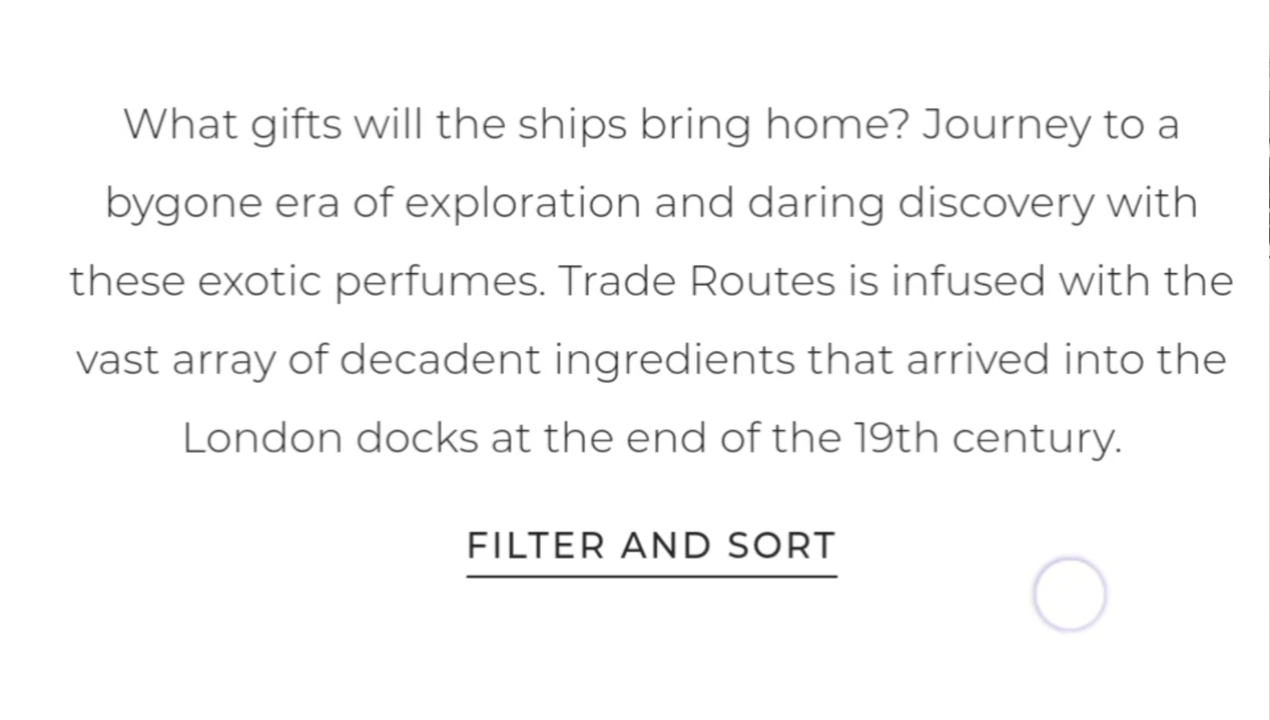 What gifts will the ships bring home? Journey to a
bygone era of exploration and daring discovery with
these exotic perfumes. Trade Routes is infused with the
vast array of decadent ingredients that arrived into the
London docks at the end of the 19th century.
FILTER AND SORT